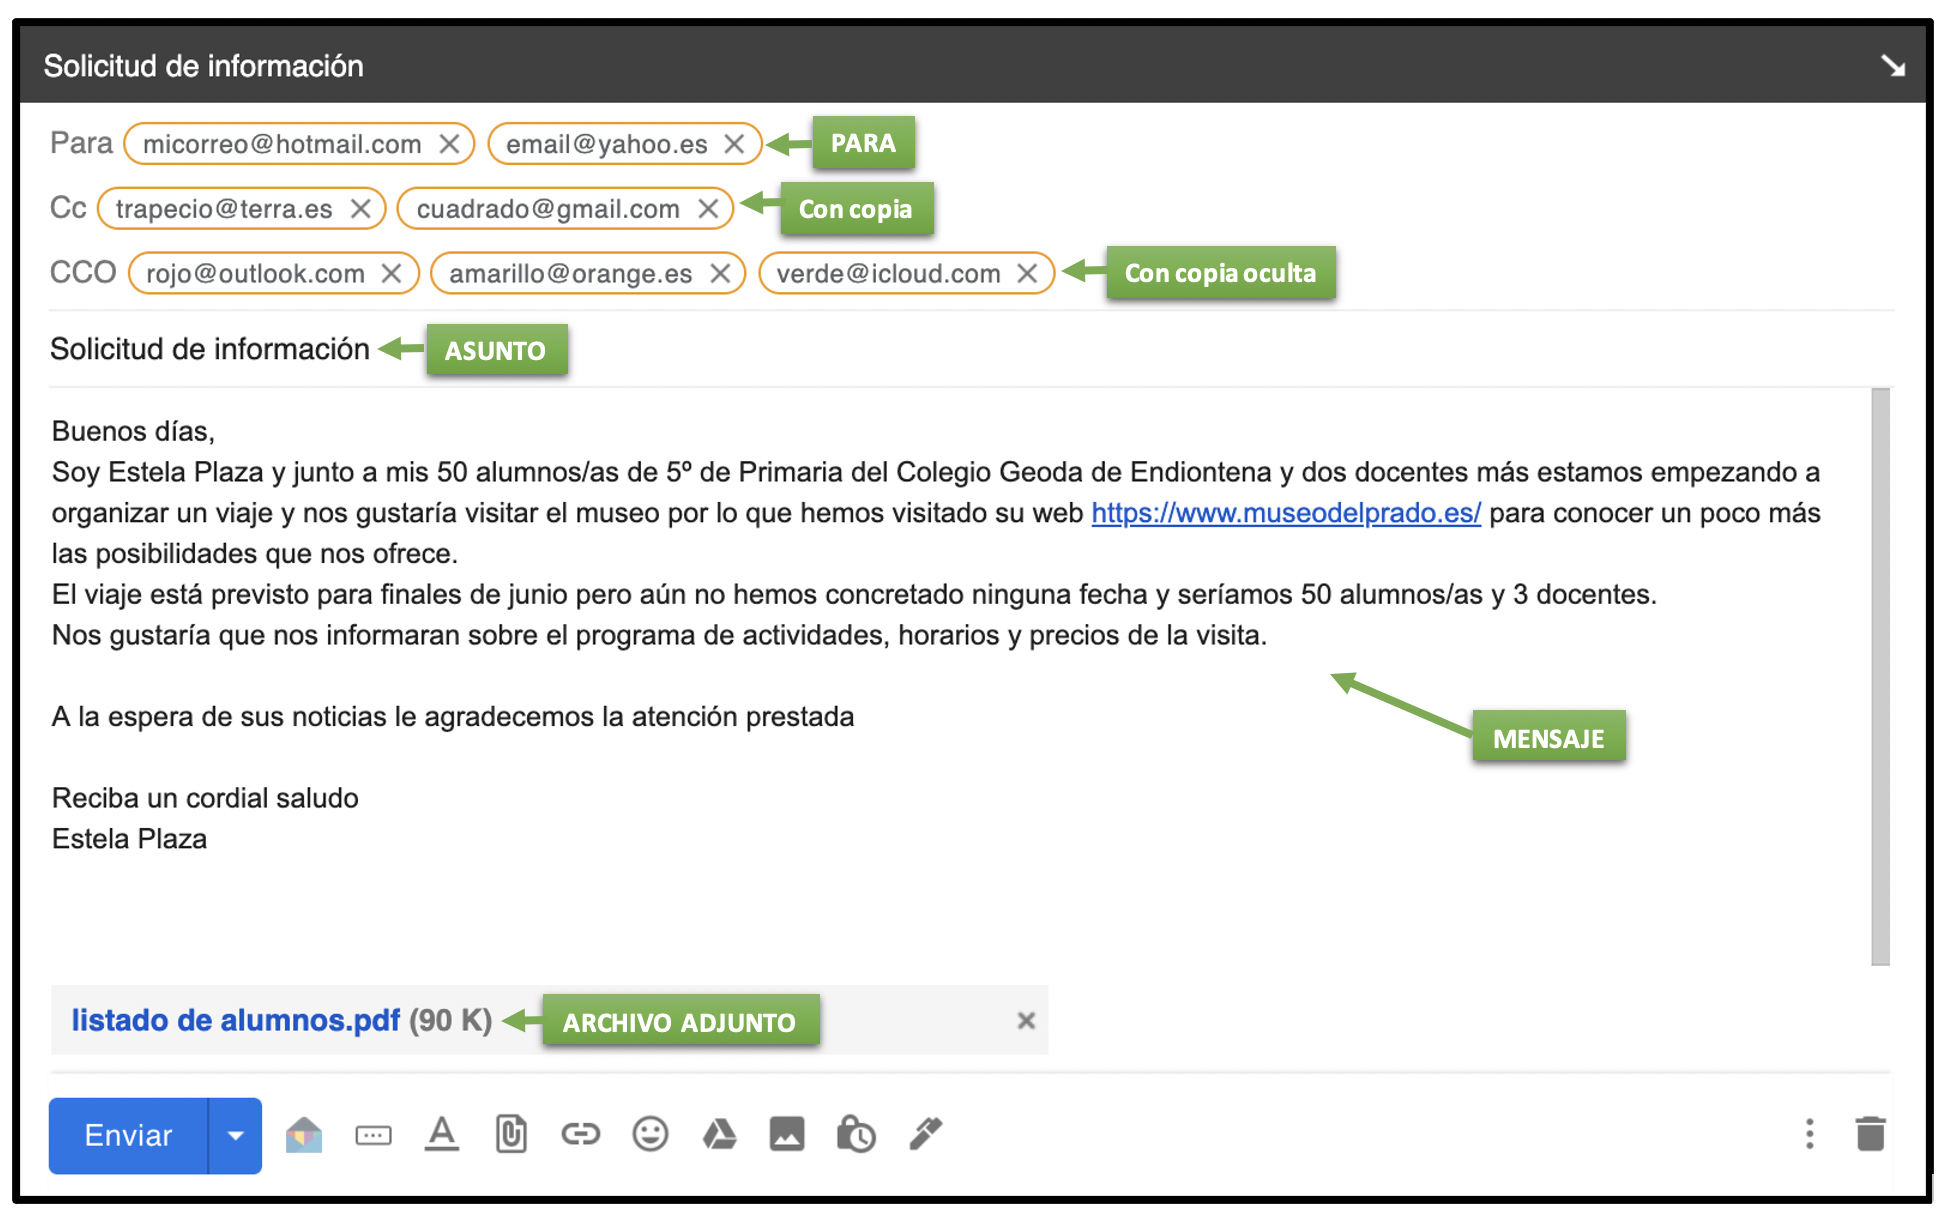 Solicitud de información
Para micorreo@hotmail.com email@yahoo.es PARA
Cc trapecio@terra.es cuadrado@gmail.com Con copia
CCO rojo@outlook.com amarillo@orange.es verde@icloud.com Con copia oculta
Solicitud de información ASUNTO
Buenos días,
Soy Estela Plaza y junto a mis 50 alumnos/as de 5º de Primaria del Colegio Geoda de Endiontena y dos docentes más estamos empezando a
organizar un viaje y nos gustaría visitar el museo por lo que hemos visitado su web https://www.museodelprado.es/ para conocer un poco más
las posibilidades que nos ofrece.
El viaje está previsto para finales de junio pero aún no hemos concretado ninguna fecha y seríamos 50 alumnos/as y 3 docentes.
Nos gustaría que nos informaran sobre el programa de actividades, horarios y precios de la visita.
A la espera de sus noticias le agradecemos la atención prestada
MENSAJE
Reciba un cordial saludo
Estela Plaza
listado de alumnos.pdf (90 K) ARCHIVO ADJUNTO
Enviar